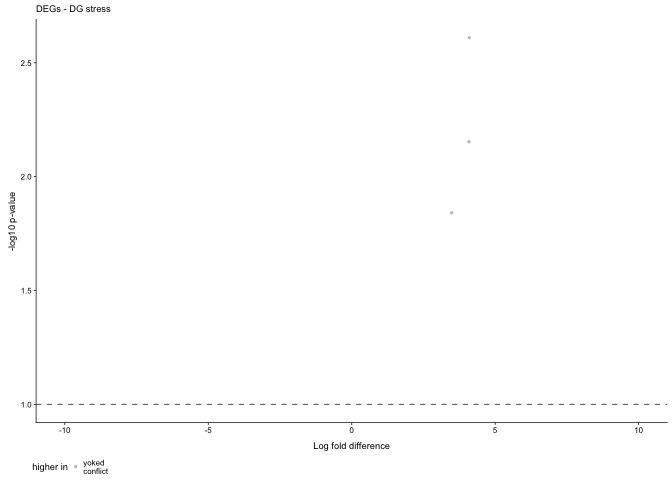 DEGs - DG stress
2.5
2.0
1.5
1.0
-log10 p-value
-10
-5
0
5
10
Log fold difference
higher in
yoked
conflict